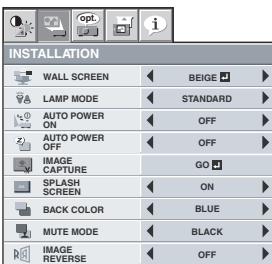 opt.
i
INSTALLATION
WALL SCREEN BEIGE
LAMP MODE STANDARD
AUTO POWER
ON OFF
AUTO POWER
OFF OFF
IMAGE
CAPTURE GO
SPLASH
SCREEN ON
BACK COLOR BLUE
MUTE MODE BLACK
IMAGE
REVERSE OFF